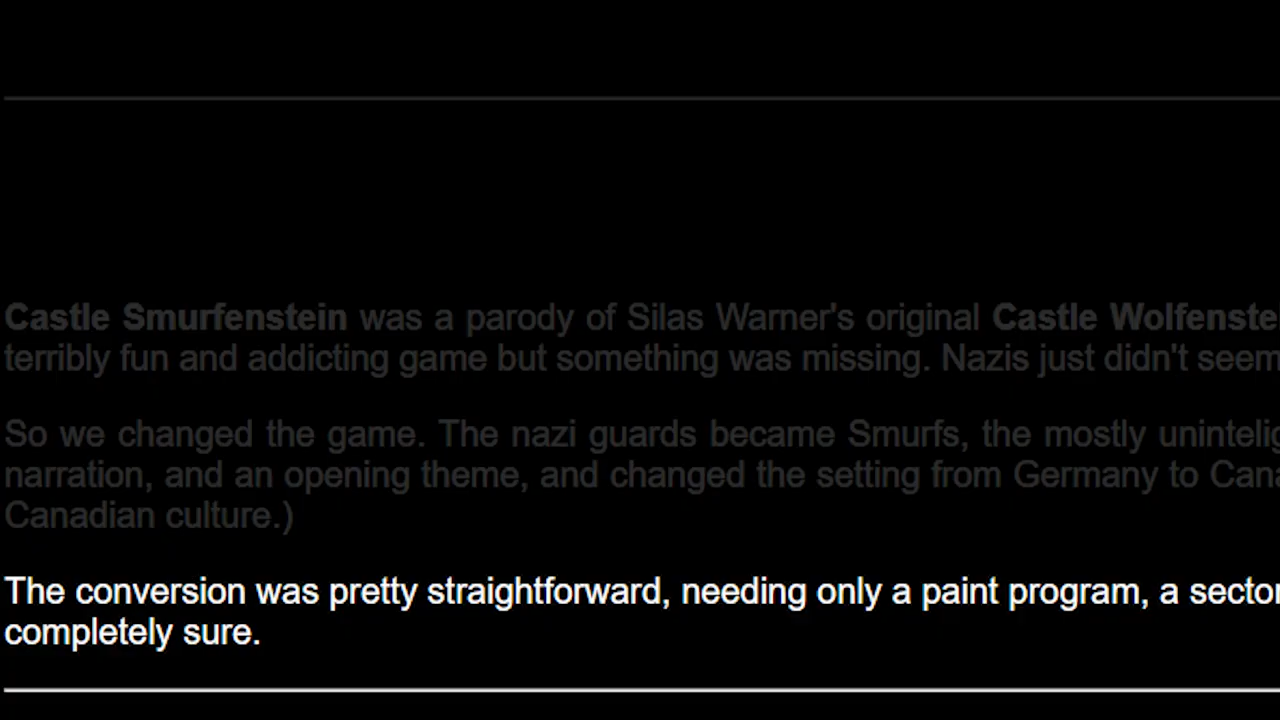 Castle Smurfenstein was a parody of Silas Warner's original Castle Wolfenste
terribly fun and addicting game but something was missing. Nazis just didn't seem
So we changed the game. The nazi guards became Smurfs, the mostly unintelig
narration, and an opening theme, and changed the setting from Germany to Cana
Canadian culture.)
The conversion was pretty straightforward, needing only a paint program, a sector
completely sure.